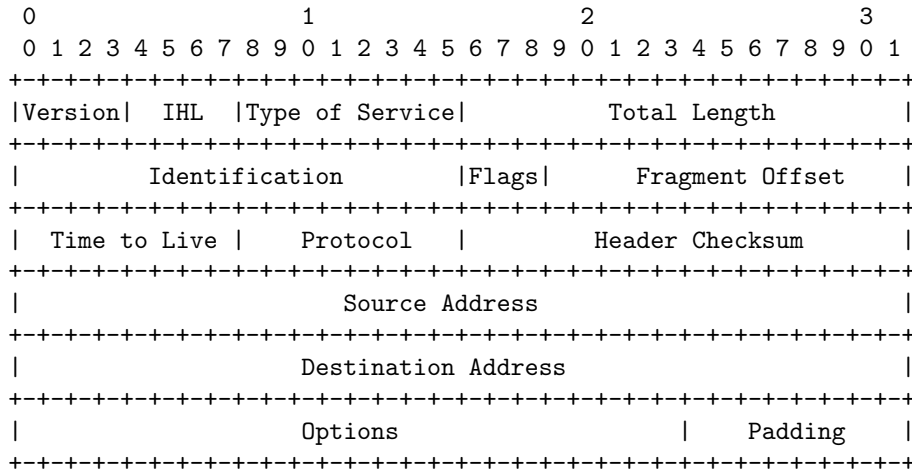 0                   1                   2                   3
 0 1 2 3 4 5 6 7 8 9 0 1 2 3 4 5 6 7 8 9 0 1 2 3 4 5 6 7 8 9 0 1
+-+-+-+-+-+-+-+-+-+-+-+-+-+-+-+-+-+-+-+-+-+-+-+-+-+-+-+-+-+-+-+-+
|Version|  IHL  |Type of Service|          Total Length         |
+-+-+-+-+-+-+-+-+-+-+-+-+-+-+-+-+-+-+-+-+-+-+-+-+-+-+-+-+-+-+-+-+
|         Identification        |Flags|      Fragment Offset    |
+-+-+-+-+-+-+-+-+-+-+-+-+-+-+-+-+-+-+-+-+-+-+-+-+-+-+-+-+-+-+-+-+
|  Time to Live |    Protocol   |         Header Checksum       |
+-+-+-+-+-+-+-+-+-+-+-+-+-+-+-+-+-+-+-+-+-+-+-+-+-+-+-+-+-+-+-+-+
|                       Source Address                          |
+-+-+-+-+-+-+-+-+-+-+-+-+-+-+-+-+-+-+-+-+-+-+-+-+-+-+-+-+-+-+-+-+
|                    Destination Address                        |
+-+-+-+-+-+-+-+-+-+-+-+-+-+-+-+-+-+-+-+-+-+-+-+-+-+-+-+-+-+-+-+-+
|                    Options                    |    Padding    |
+-+-+-+-+-+-+-+-+-+-+-+-+-+-+-+-+-+-+-+-+-+-+-+-+-+-+-+-+-+-+-+-+